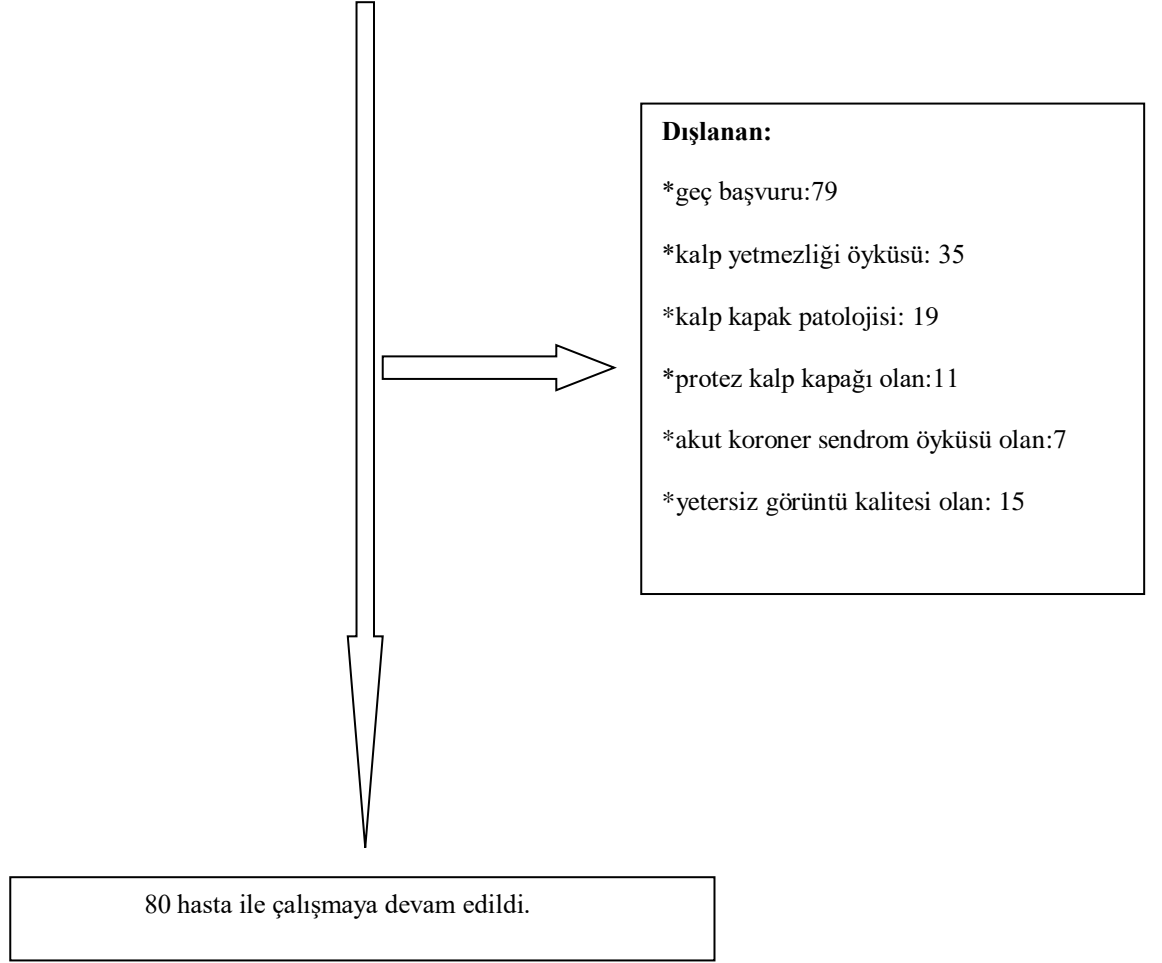 Dışlanan:
*geç başvuru:79
*kalp yetmezliği öyküsü: 35
*kalp kapak patolojisi: 19
*protez kalp kapağı olan:11
*akut koroner sendrom öyküsü olan:7
*yetersiz görüntü kalitesi olan: 15
80 hasta ile çalışmaya devam edildi.